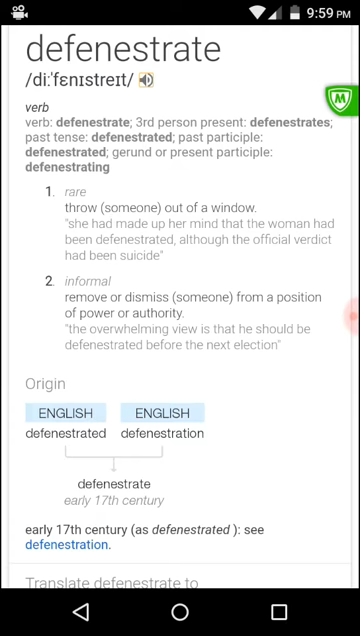 9:59 PM
defenestrate
/diːˈfɛnɪstreɪt/
verb
verb: defenestrate; 3rd person present: defenestrates;
past tense: defenestrated; past participle:
defenestrated; gerund or present participle:
defenestrating
1. rare
throw (someone) out of a window.
"she had made up her mind that the woman had
been defenestrated, although the official verdict
had been suicide"
2. informal
remove or dismiss (someone) from a position
of power or authority.
"the overwhelming view is that he should be
defenestrated before the next election"
Origin
ENGLISH ENGLISH
defenestrated defenestration
defenestrate
early 17th century
early 17th century (as defenestrated ): see
defenestration.
Translate defenestrate to